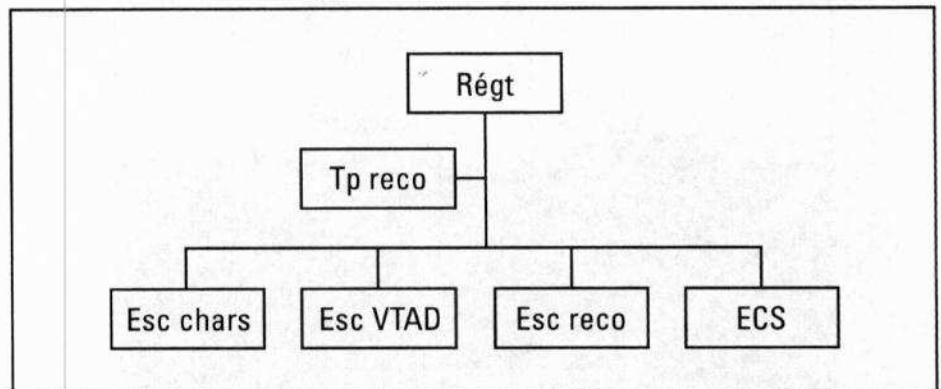 Régt
Tp reco
Esc chars
Esc VTAD
Esc reco
ECS